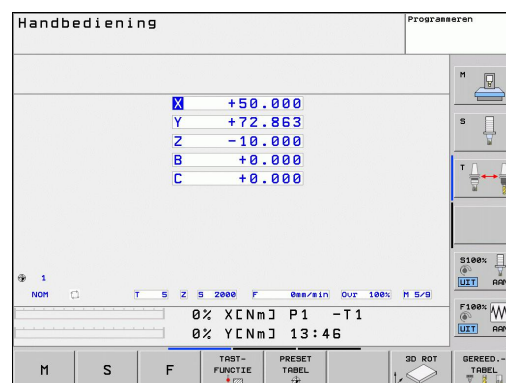 Handbediening
Programmeren
X +50.000
Y +72.863
Z -10.000
B +0.000
C +0.000
M
S
T
S100%
UIT AAN
F100%
UIT AAN
1
NOM T 5 Z S 2000 F 0mm/min Ovr 100% M 5/9
0% X[Nm] P1 -T1
0% Y[Nm] 13:46
M
S
F
TAST-
FUNCTIE
PRESET
TABEL
3D ROT
GEREED.-
TABEL